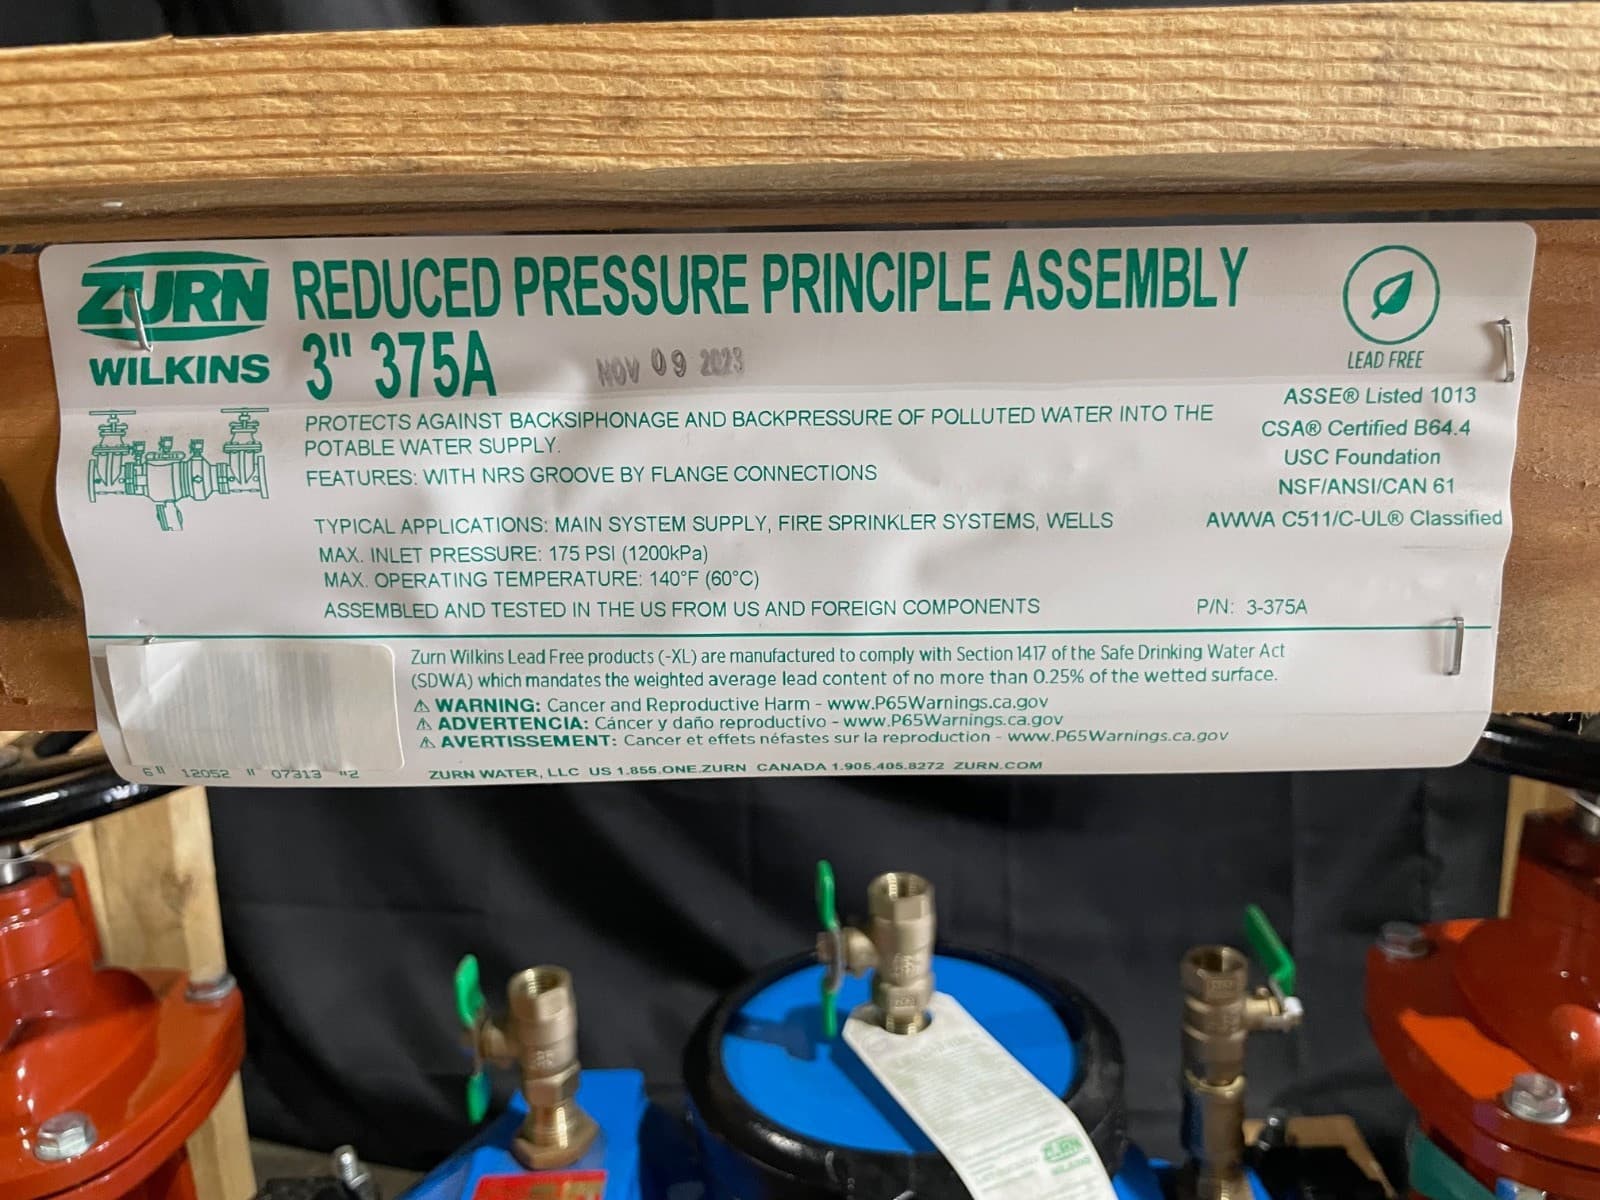 ZURN
WILKINS
REDUCED PRESSURE PRINCIPLE ASSEMBLY
3" 375A
NOV 09 2023
PROTECTS AGAINST BACKSIPHONAGE AND BACKPRESSURE OF POLLUTED WATER INTO THE
POTABLE WATER SUPPLY.
FEATURES: WITH NRS GROOVE BY FLANGE CONNECTIONS
TYPICAL APPLICATIONS: MAIN SYSTEM SUPPLY, FIRE SPRINKLER SYSTEMS, WELLS
MAX. INLET PRESSURE: 175 PSI (1200kPa)
MAX. OPERATING TEMPERATURE: 140°F (60°C)
ASSEMBLED AND TESTED IN THE US FROM US AND FOREIGN COMPONENTS
LEAD FREE
ASSE® Listed 1013
CSA® Certified B64.4
USC Foundation
NSF/ANSI/CAN 61
AWWA C511/C-UL® Classified
P/N: 3-375A
Zurn Wilkins Lead Free products (-XL) are manufactured to comply with Section 1417 of the Safe Drinking Water Act
(SDWA) which mandates the weighted average lead content of no more than 0.25% of the wetted surface.
⚠ WARNING: Cancer and Reproductive Harm - www.P65Warnings.ca.gov
⚠ ADVERTENCIA: Cáncer y daño reproductivo - www.P65Warnings.ca.gov
⚠ AVERTISSEMENT: Cancer et effets néfastes sur la reproduction - www.P65Warnings.ca.gov
6 12052 07313 2
ZURN WATER, LLC US 1.855.ONE.ZURN CANADA 1.905.405.8272 ZURN.COM
ZURN
WILKINS